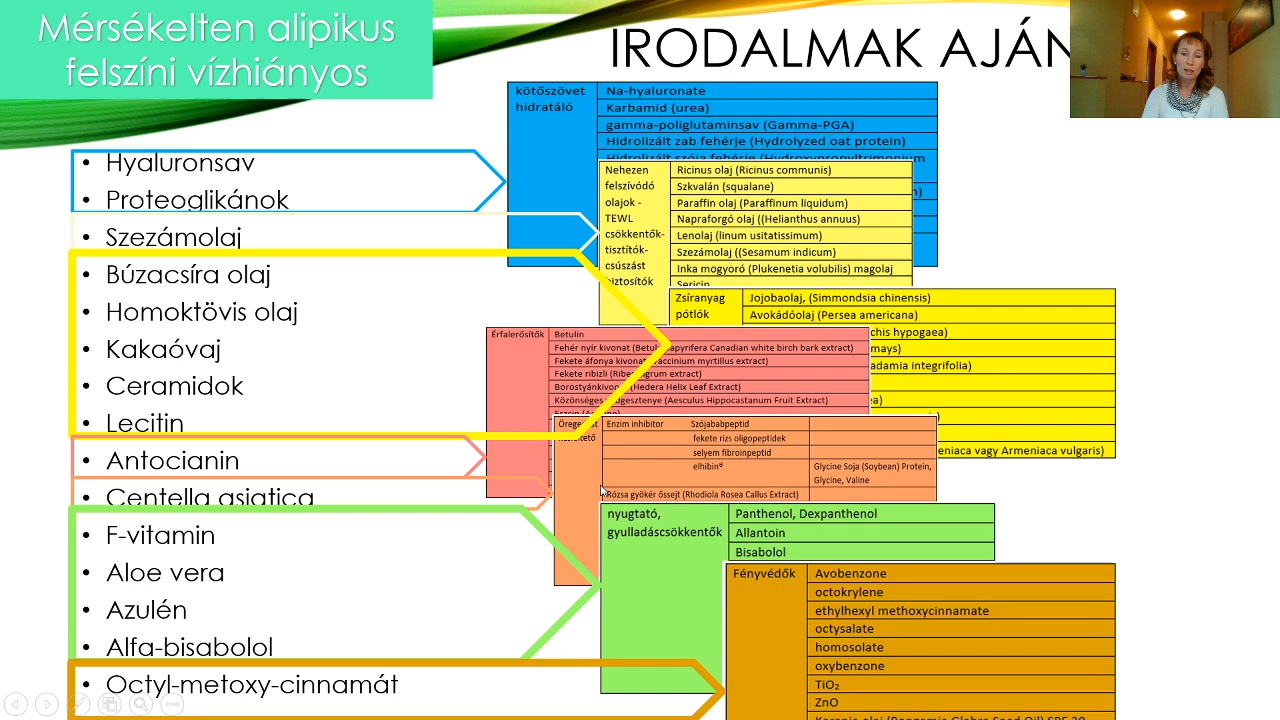 Mérsékelten alipikus
felszíni vízhiányos
IRODALMAK AJÁN
• Hyaluronsav
• Proteoglikánok
• Szezámolaj
• Búzacsíra olaj
• Homoktövis olaj
• Kakaóvaj
• Ceramidok
• Lecitin
• Antocianin
• Centella asiatica
• F-vitamin
• Aloe vera
• Azulén
• Alfa-bisabolol
• Octyl-metoxy-cinnamát
kötőszövet
hidratáló
Na-hyaluronate
Karbamid (urea)
gamma-poliglutaminsav (Gamma-PGA)
Hidrolizált zab fehérje (Hydrolyzed oat protein)
Hidrolizált szója fehérje (Hydroxypropyltrimonium
Nehezen
felszívódó
olajok -
TEWL
csökkentők-
tisztítók-
csúszást
biztosítók
Ricinus olaj (Ricinus communis)
Szkvalán (squalane)
Paraffin olaj (Paraffinum liquidum)
Napraforgó olaj ((Helianthus annuus)
Lenolaj (linum usitatissimum)
Szezámolaj ((Sesamum indicum)
Inka mogyoró (Plukenetia volubilis) magolaj
Sericin
Zsíranyag
pótlók
Jojobaolaj, (Simmondsia chinensis)
Avokádóolaj (Persea americana)
chis hypogaea)
mays)
adamia integrifolia)
ea)
)
eniaca vagy Armeniaca vulgaris)
Érfalerősítők
Betulin
Fehér nyír kivonat (Betula papyrifera Canadian white birch bark extract)
Fekete áfonya kivonat (Vaccinium myrtillus extract)
Fekete ribizli (Ribes nigrum extract)
Borostyánkivonat (Hedera Helix Leaf Extract)
Közönséges vadgesztenye (Aesculus Hippocastanum Fruit Extract)
Enzim inhibitor
Szójababpeptid
fekete rizs oligopeptidek
selyem fibroinpeptid
elhibin®
Glycine Soja (Soybean) Protein,
Glycine, Valine
Rózsa gyökér őssejt (Rhodiola Rosea Callus Extract)
nyugtató,
gyulladáscsökkentők
Panthenol, Dexpanthenol
Allantoin
Bisabolol
Fényvédők
Avobenzone
octokrylene
ethylhexyl methoxycinnamate
octysalate
homosolate
oxybenzone
TiO₂
ZnO